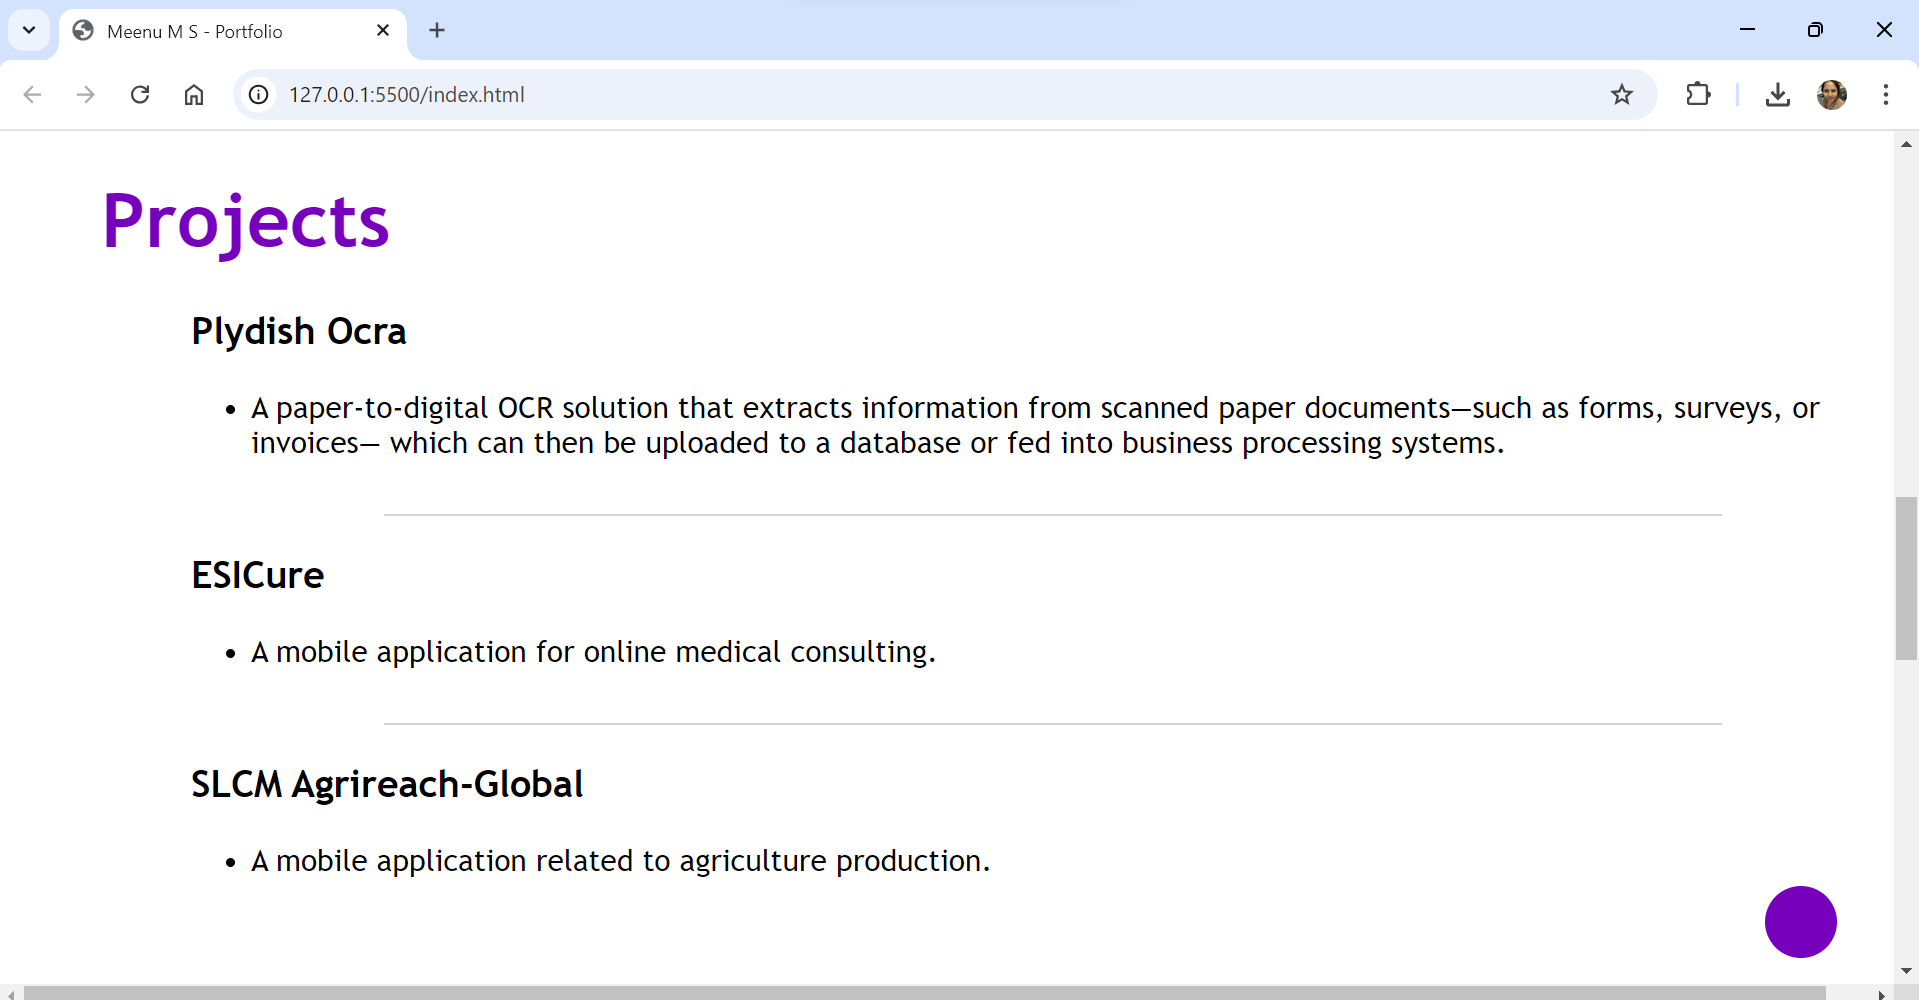 Meenu M S - Portfolio
127.0.0.1:5500/index.html
Projects
Plydish Ocra
• A paper-to-digital OCR solution that extracts information from scanned paper documents—such as forms, surveys, or
invoices— which can then be uploaded to a database or fed into business processing systems.
ESICure
• A mobile application for online medical consulting.
SLCM Agrireach-Global
• A mobile application related to agriculture production.